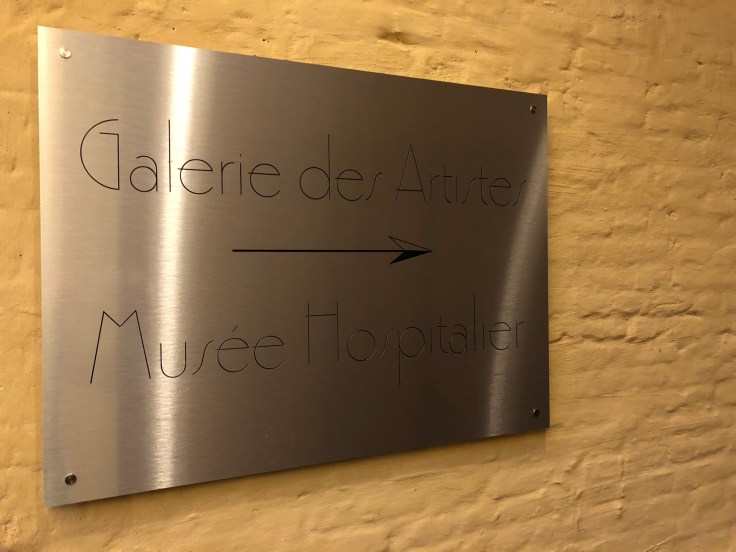 Galerie des Artistes
Musée Hospitalier